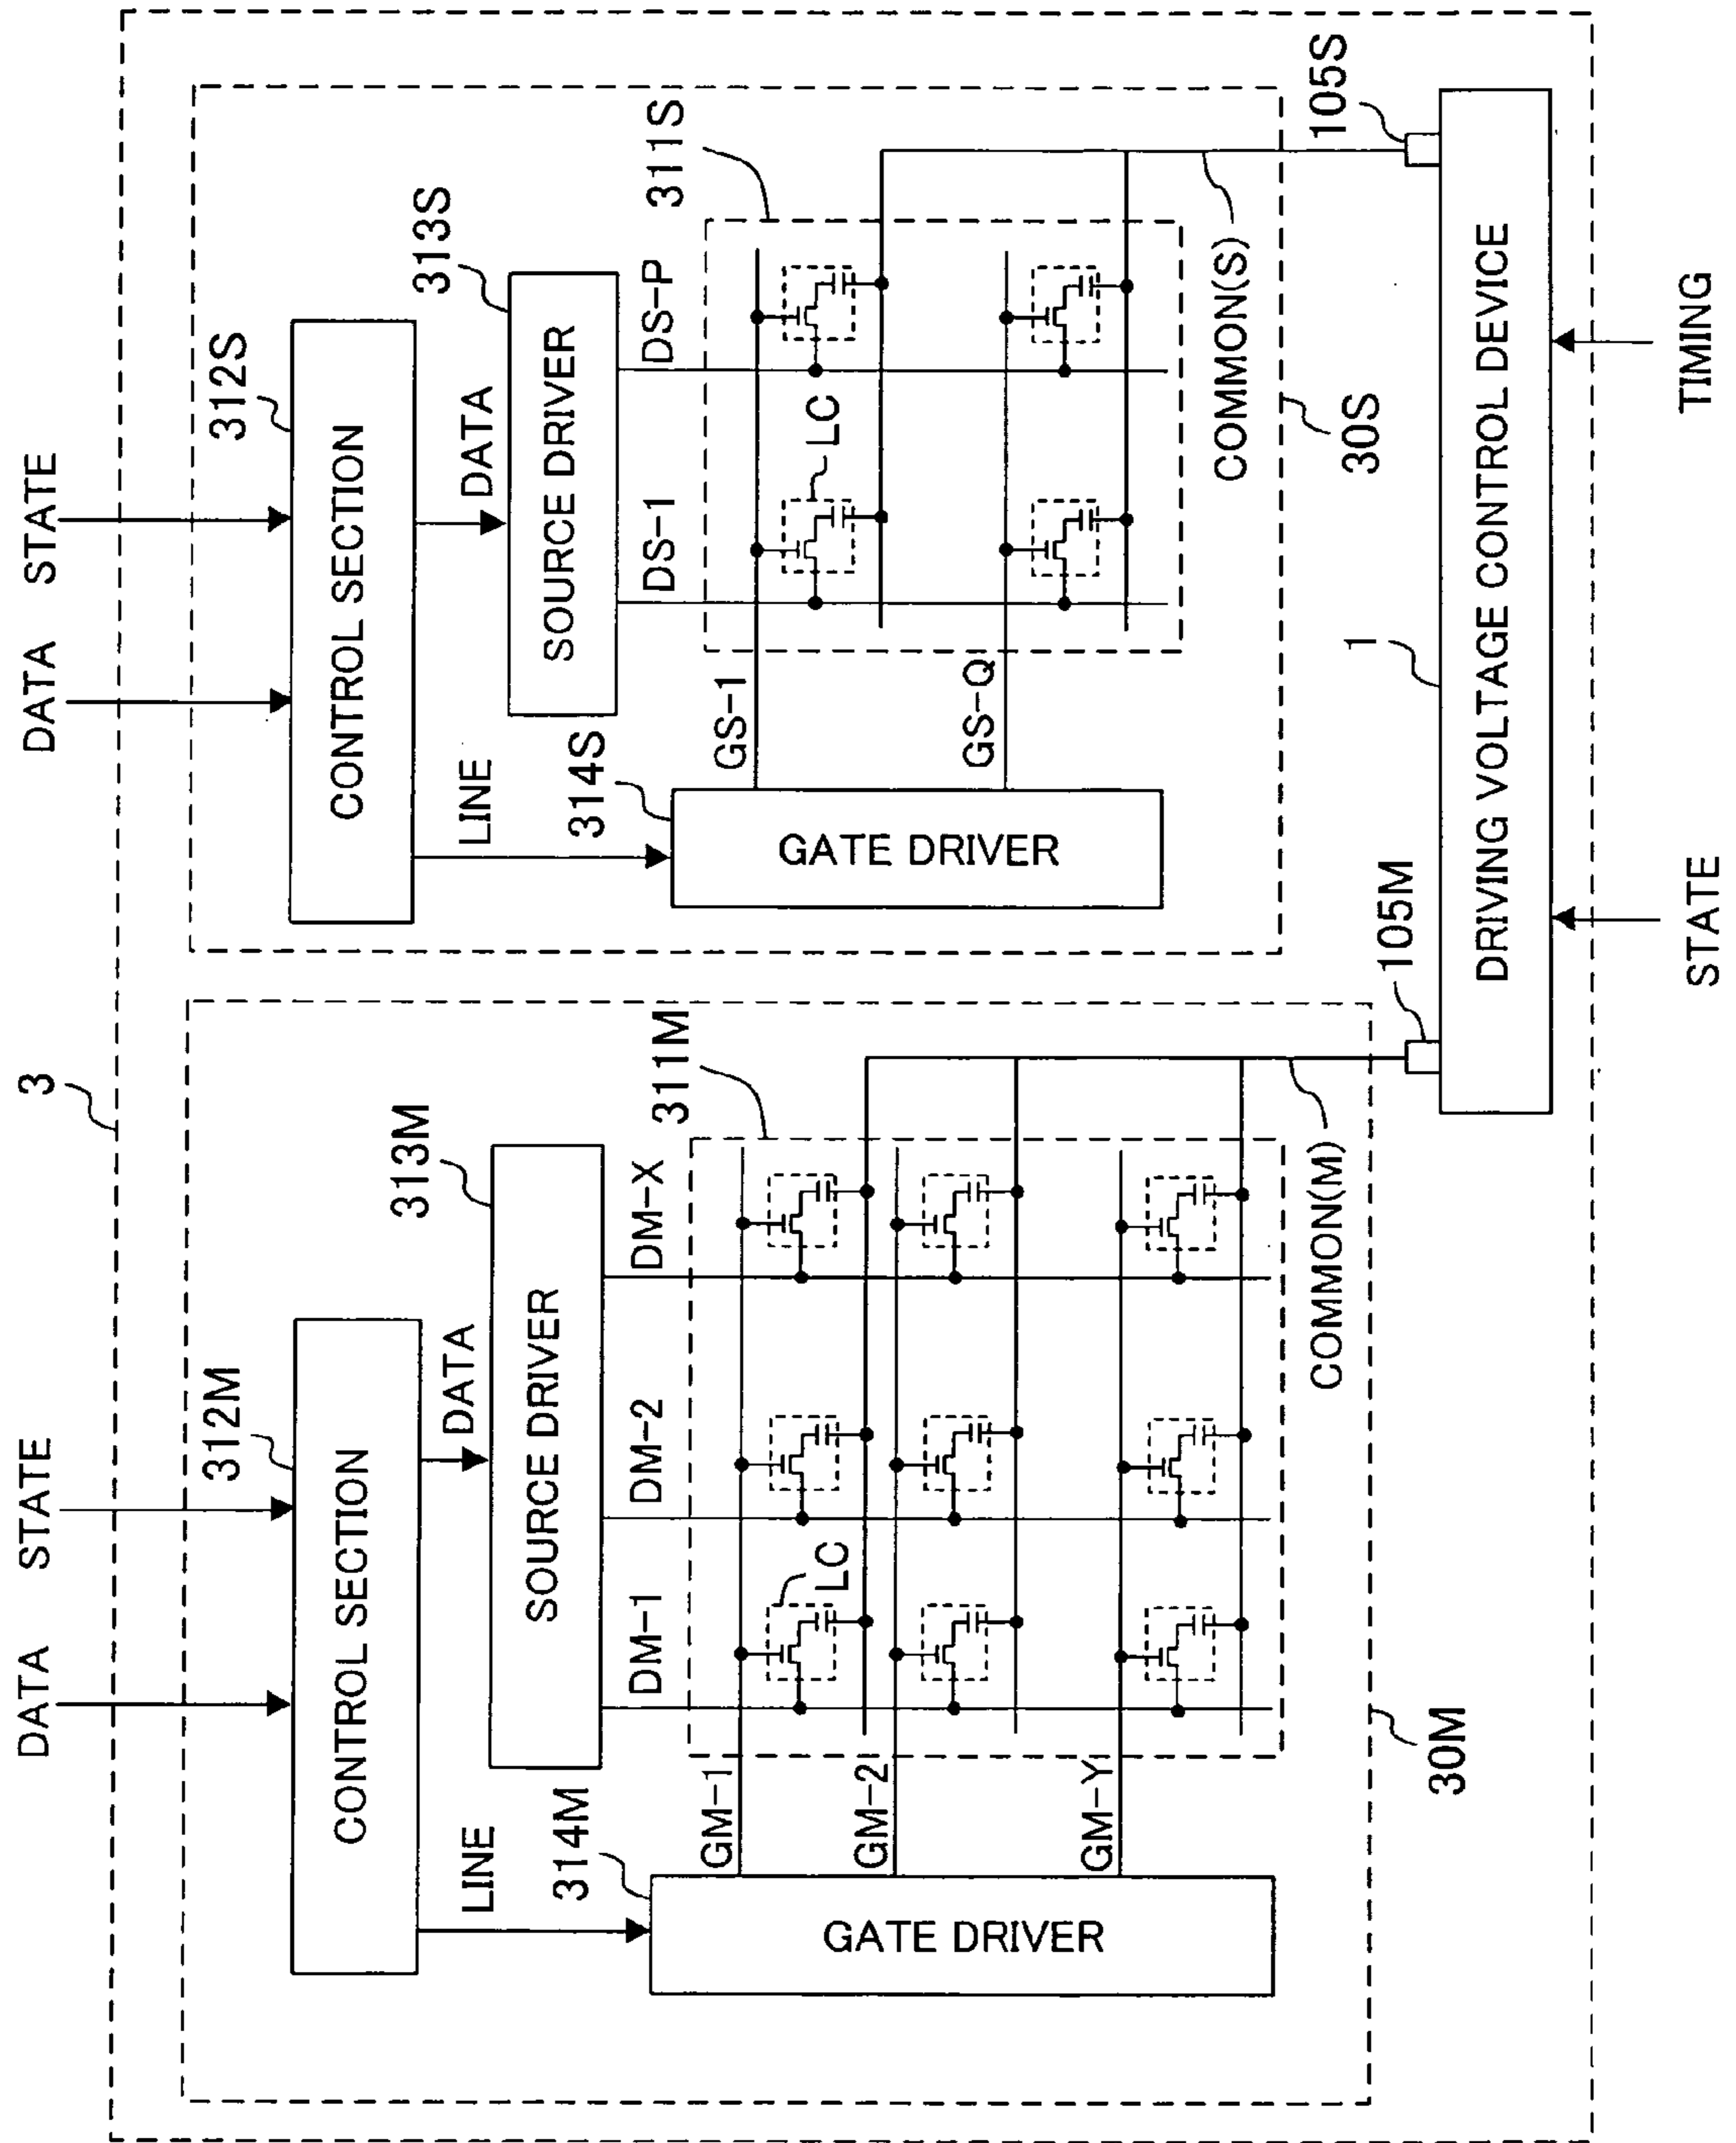 3
DATA
STATE
DATA
STATE
312M
CONTROL SECTION
LINE
DATA
313M
SOURCE DRIVER
314M
GATE DRIVER
DM-1
DM-2
DM-X
311M
LC
GM-1
GM-2
GM-Y
COMMON(M)
30M
312S
CONTROL SECTION
LINE
DATA
313S
SOURCE DRIVER
314S
GATE DRIVER
DS-1
DS-P
311S
LC
GS-1
GS-Q
COMMON(S)
30S
105M
105S
1
DRIVING VOLTAGE CONTROL DEVICE
STATE
TIMING